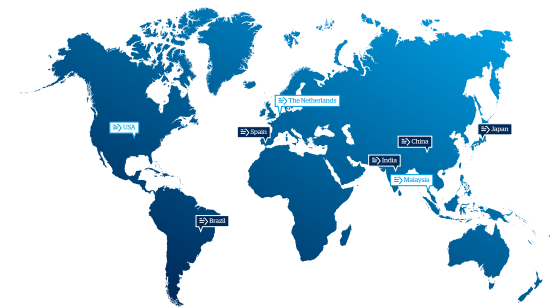 The Netherlands
USA
Spain
Japan
China
India
Malaysia
Brazil